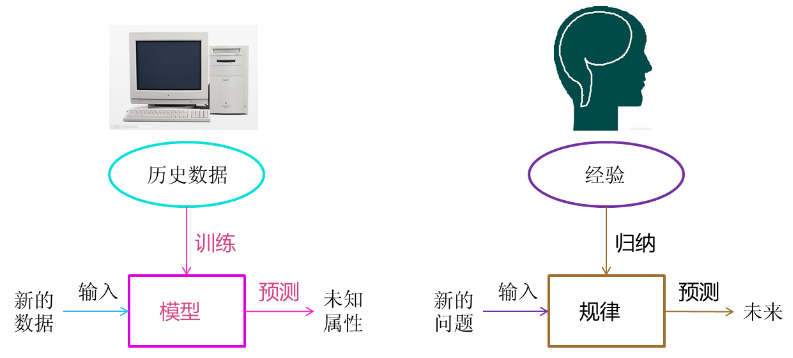 历史数据
训练
新的
数据
输入
模型
预测
未知
属性
经验
归纳
新的
问题
输入
规律
预测
未来